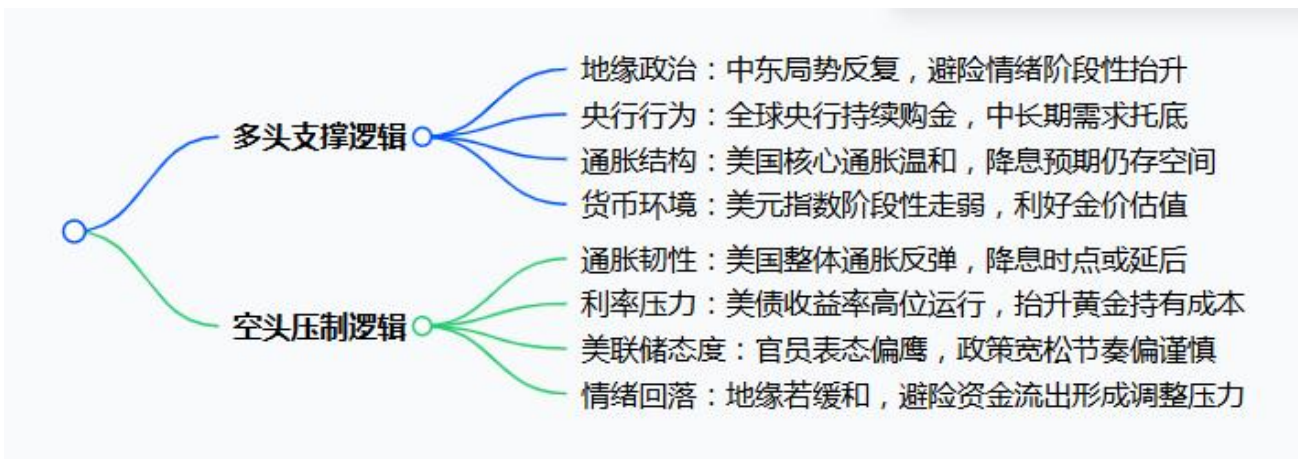 多头支撑逻辑
地缘政治：中东局势反复，避险情绪阶段性抬升
央行行为：全球央行持续购金，中长期需求托底
通胀结构：美国核心通胀温和，降息预期仍存空间
货币环境：美元指数阶段性走弱，利好金价估值
空头压制逻辑
通胀韧性：美国整体通胀反弹，降息时点或延后
利率压力：美债收益率高位运行，抬升黄金持有成本
美联储态度：官员表态偏鹰，政策宽松节奏偏谨慎
情绪回落：地缘若缓和，避险资金流出形成调整压力